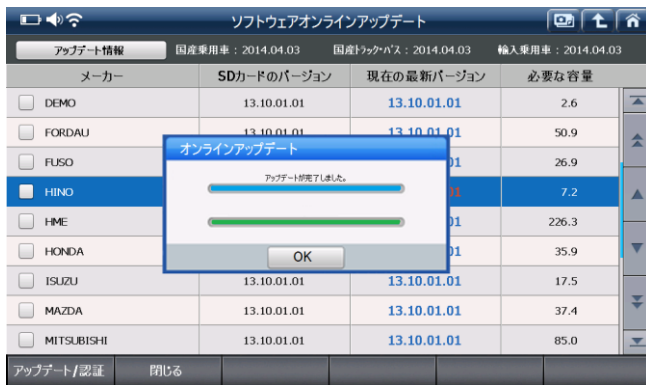 ソフトウェアオンラインアップデート
アップデート情報 国産乗用車：2014.04.03 国産トラック・バス：2014.04.03 輸入乗用車：2014.04.03
メーカー SDカードのバージョン 現在の最新バージョン 必要な容量
DEMO 13.10.01.01 13.10.01.01 2.6
FORDAU 13.10.01.01 13.10.01.01 50.9
オンラインアップデート
FUSO 26.9
アップデートが完了しました。
HINO 7.2
HME 226.3
HONDA 35.9
OK
ISUZU 13.10.01.01 13.10.01.01 17.5
MAZDA 13.10.01.01 13.10.01.01 37.4
MITSUBISHI 13.10.01.01 13.10.01.01 85.0
アップデート/認証 閉じる